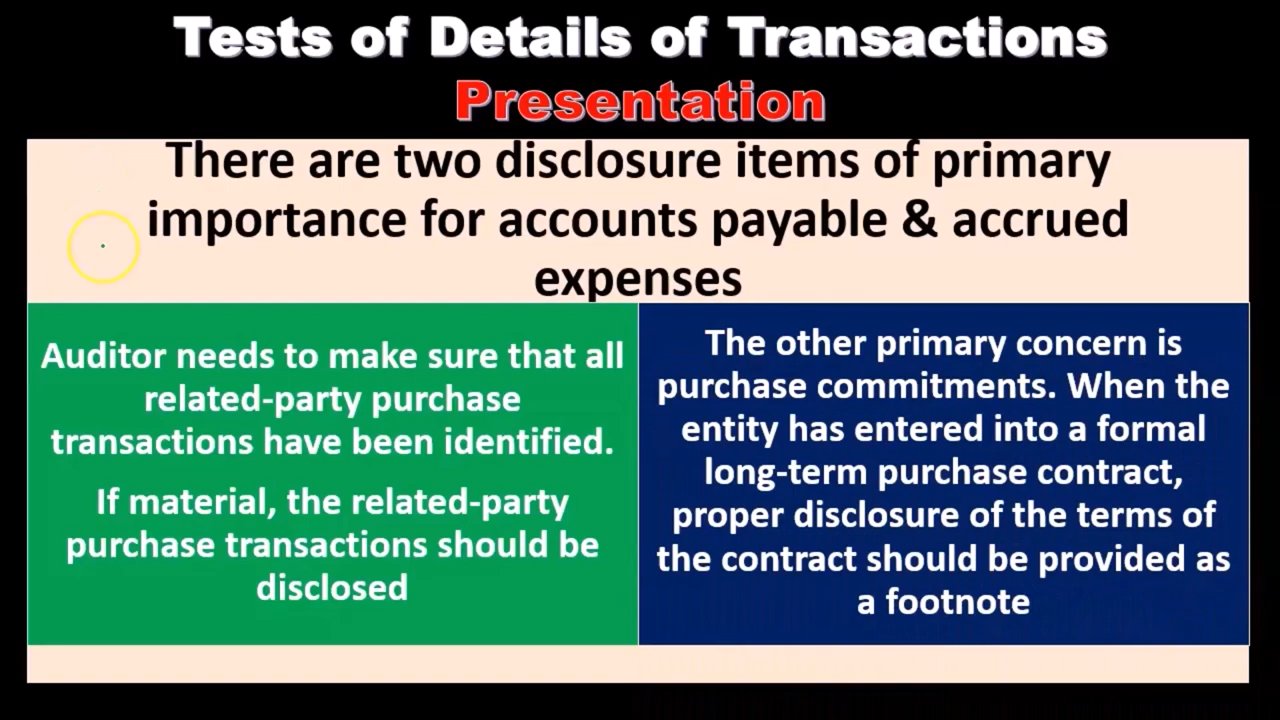 Tests of Details of Transactions
Presentation
There are two disclosure items of primary
importance for accounts payable & accrued
expenses
Auditor needs to make sure that all
related-party purchase
transactions have been identified.
If material, the related-party
purchase transactions should be
disclosed
The other primary concern is
purchase commitments. When the
entity has entered into a formal
long-term purchase contract,
proper disclosure of the terms of
the contract should be provided as
a footnote